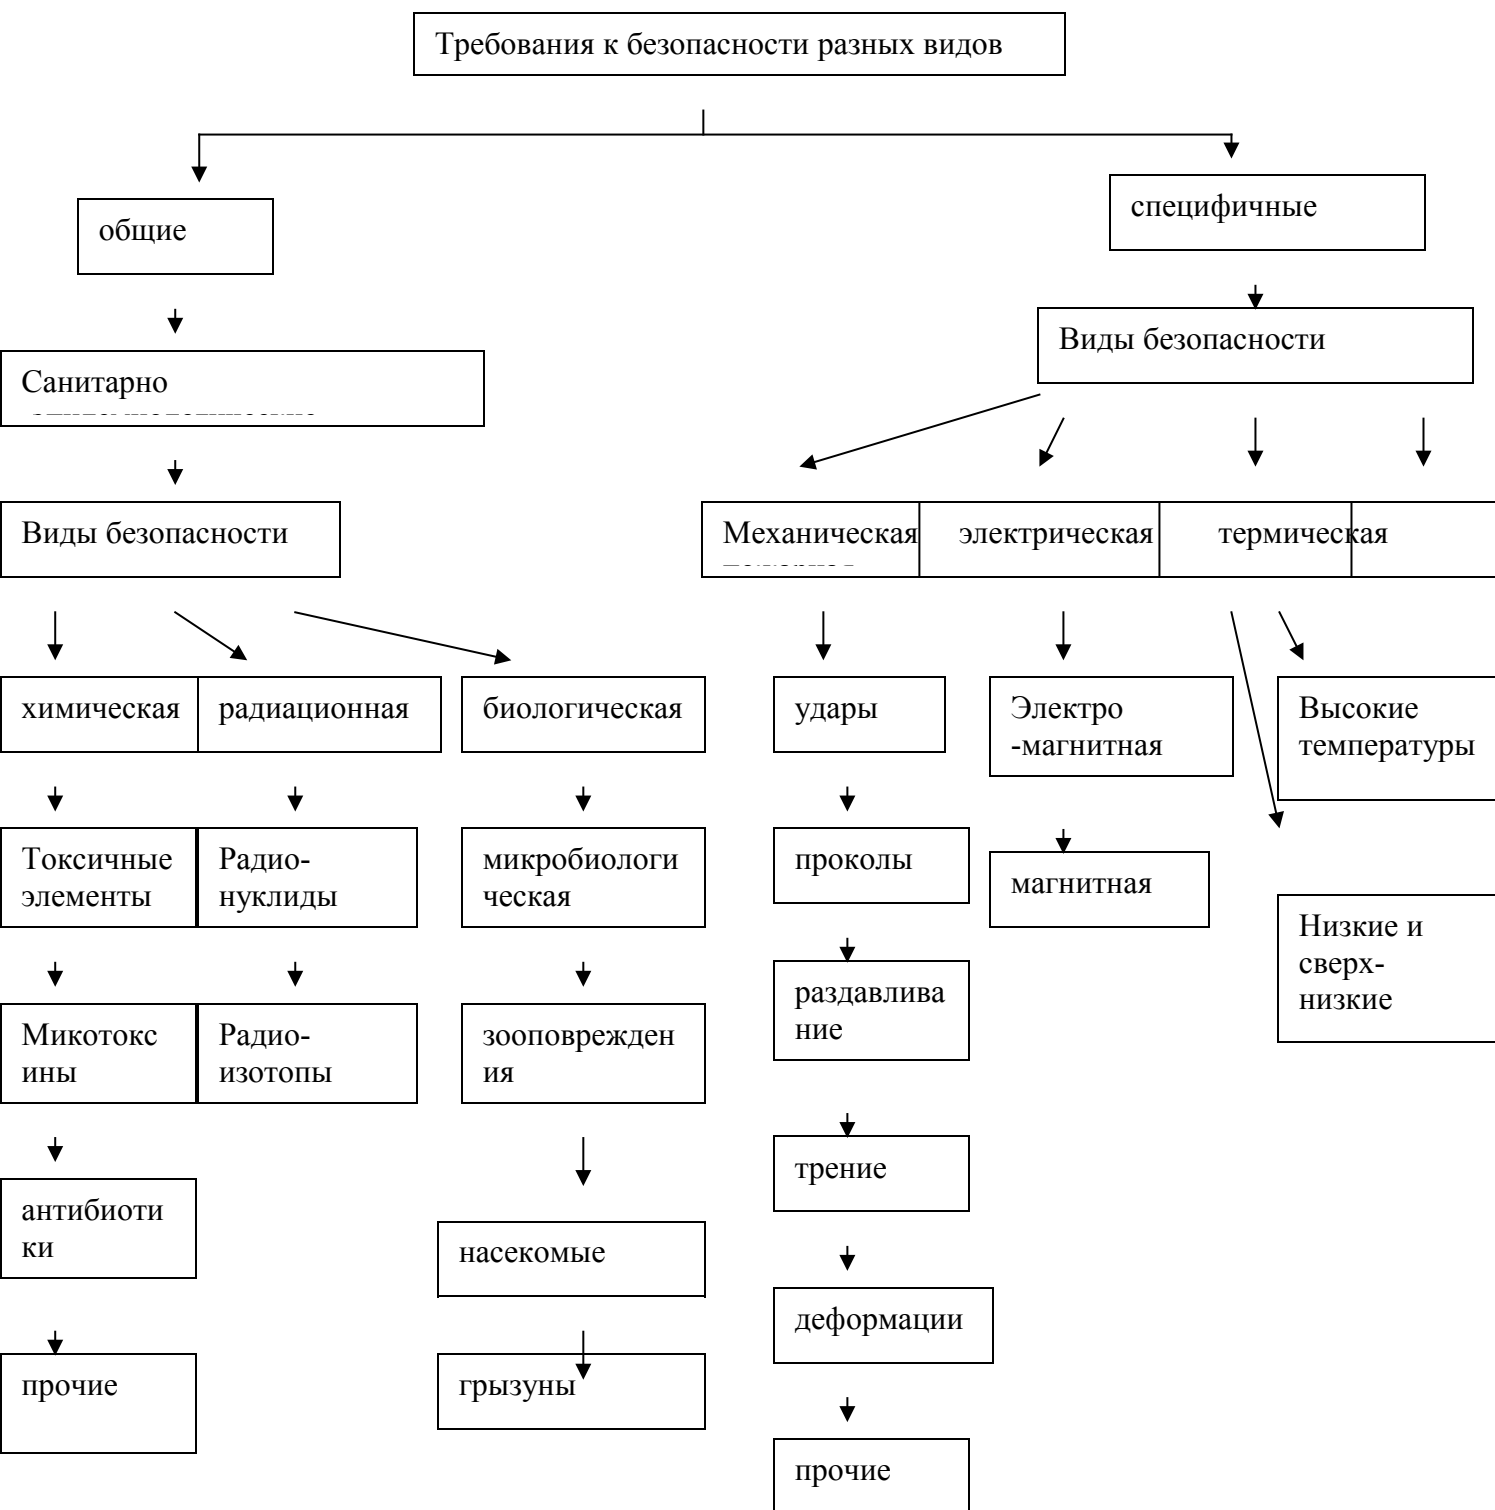 Требования к безопасности разных видов
общие
специфичные
Виды безопасности
Санитарно
Виды безопасности
Механическая
электрическая
термическая
химическая
радиационная
биологическая
удары
Электро
-магнитная
Высокие
температуры
Токсичные
элементы
Радио-
нуклиды
микробиологи
ческая
проколы
магнитная
Низкие и
сверх-
низкие
Микотокс
ины
Радио-
изотопы
зооповрежден
ия
раздавлива
ние
трение
антибиоти
ки
насекомые
деформации
прочие
грызуны
прочие